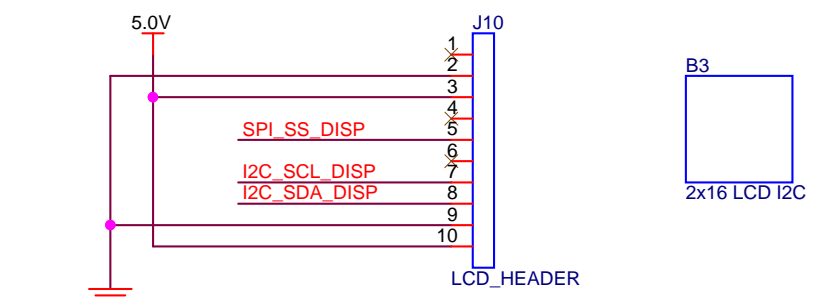 5.0V
J10
1
2
3
4
5
6
7
8
9
10
SPI_SS_DISP
I2C_SCL_DISP
I2C_SDA_DISP
LCD_HEADER
B3
2x16 LCD I2C